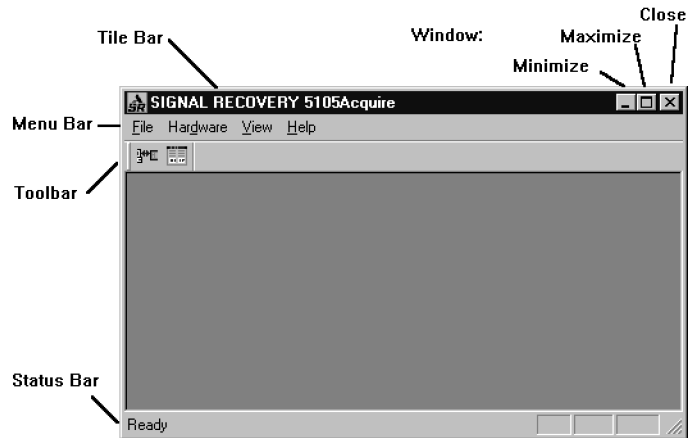 Close
Tile Bar
Window:
Maximize
Minimize
SR SIGNAL RECOVERY 5105Acquire
Menu Bar
File Hardware View Help
Toolbar
Status Bar
Ready